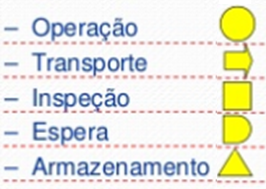 – Operação
– Transporte
– Inspeção
– Espera
– Armazenamento